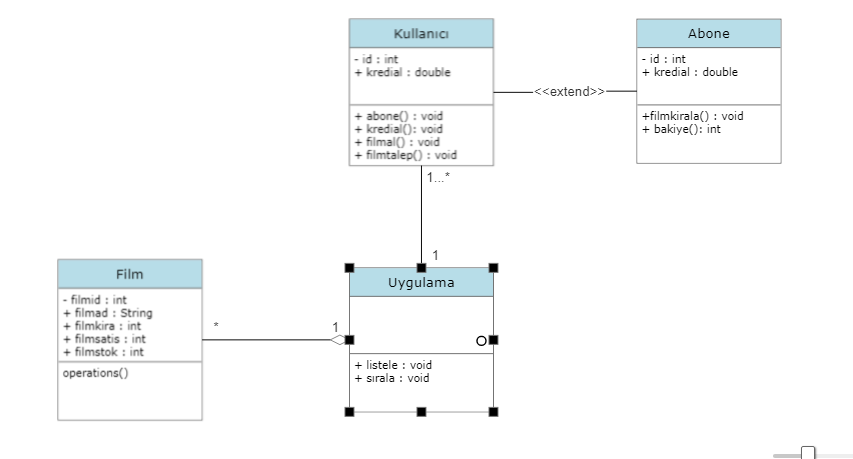 Kullanıcı
- id : int
+ kredial : double
+ abone() : void
+ kredial(): void
+ filmal() : void
+ filmtalep() : void
<<extend>>
Abone
- id : int
+ kredial : double
+filmkirala() : void
+ bakiye(): int
1...*
1
Film
- filmid : int
+ filmad : String
+ filmkira : int
+ filmsatis : int
+ filmstok : int
operations()
*
1
Uygulama
+ listele : void
+ sırala : void